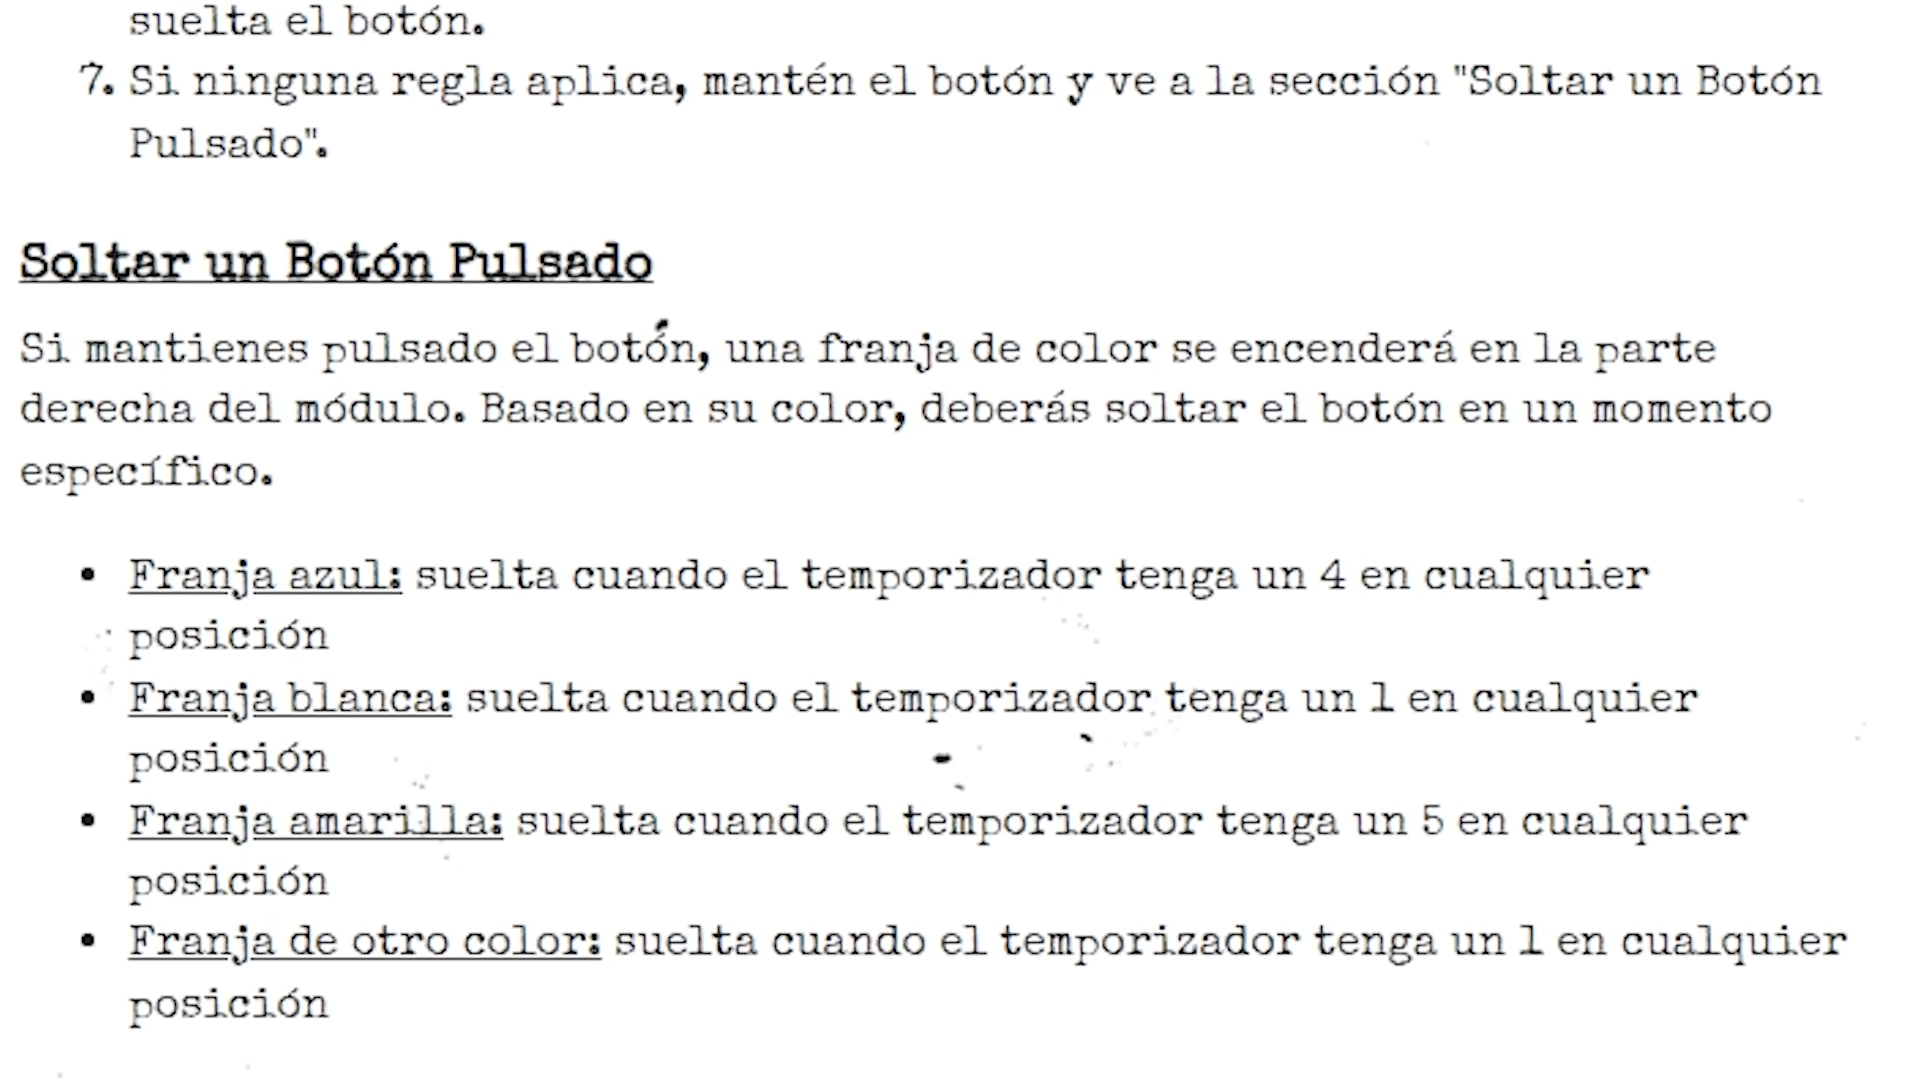 suelta el botón.
7. Si ninguna regla aplica, mantén el botón y ve a la sección "Soltar un Botón
Pulsado".
Soltar un Botón Pulsado
Si mantienes pulsado el botón, una franja de color se encenderá en la parte
derecha del módulo. Basado en su color, deberás soltar el botón en un momento
específico.
• Franja azul: suelta cuando el temporizador tenga un 4 en cualquier
posición
• Franja blanca: suelta cuando el temporizador tenga un 1 en cualquier
posición
• Franja amarilla: suelta cuando el temporizador tenga un 5 en cualquier
posición
• Franja de otro color: suelta cuando el temporizador tenga un 1 en cualquier
posición